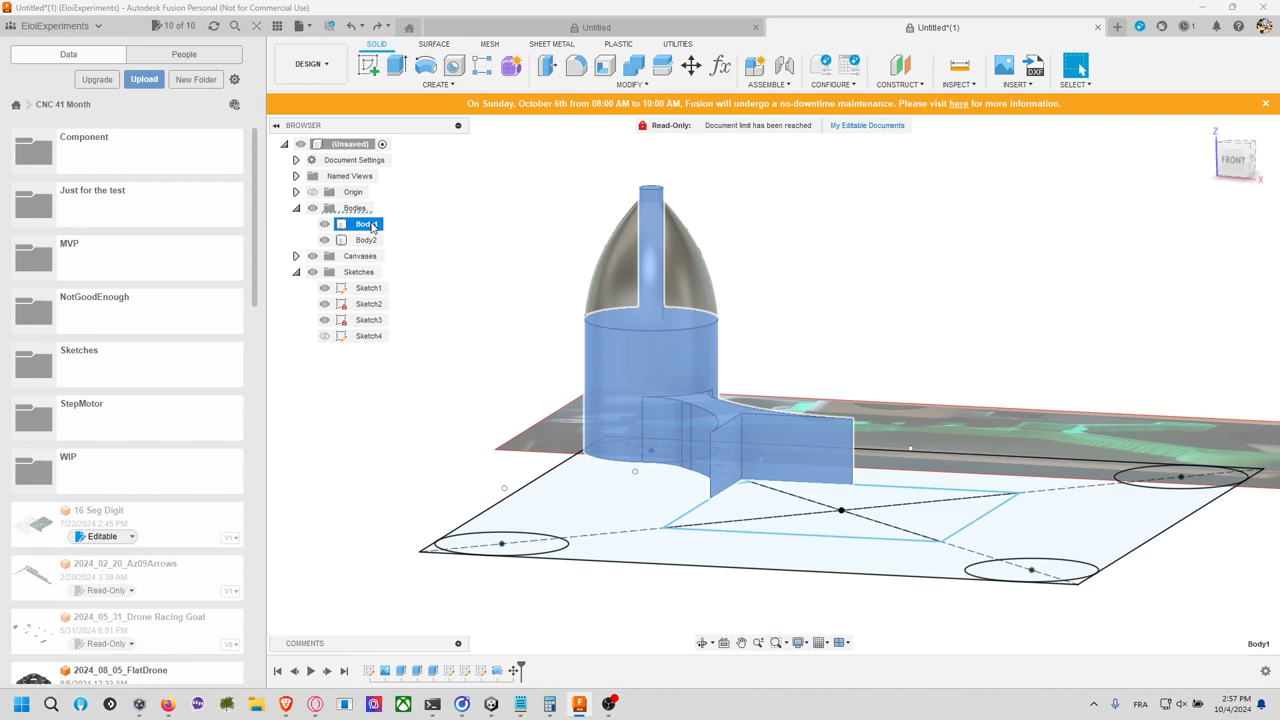 Untitled*(1) (EloiExperiments) - Autodesk Fusion Personal (Not for Commercial Use)
EloiExperiments
10 of 10
Untitled
Untitled*(1)
1
Data
People
Upgrade
Upload
New Folder
CNC 41 Month
Component
Just for the test
MVP
NotGoodEnough
Sketches
StepMotor
WIP
16 Seg Digit
7/22/2024 2:45 PM
Editable
V1
2024_02_20_Az09Arrows
2/20/2024 3:39 AM
Read-Only
V1
2024_05_31_Drone Racing Goal
5/31/2024 6:01 PM
Read-Only
V8
2024_08_05_FlatDrone
DESIGN
SOLID
SURFACE
MESH
SHEET METAL
PLASTIC
UTILITIES
CREATE
MODIFY
ASSEMBLE
CONFIGURE
CONSTRUCT
INSPECT
INSERT
SELECT
DXF
On Sunday, October 6th from 08:00 AM to 10:00 AM, Fusion will undergo a no-downtime maintenance. Please visit here for more information.
BROWSER
Read-Only: Document limit has been reached
My Editable Documents
(Unsaved)
Document Settings
Named Views
Origin
Bodies
Body1
Body2
Canvases
Sketches
Sketch1
Sketch2
Sketch3
Sketch4
Z
FRONT
X
COMMENTS
Body1
FRA
2:57 PM
10/4/2024